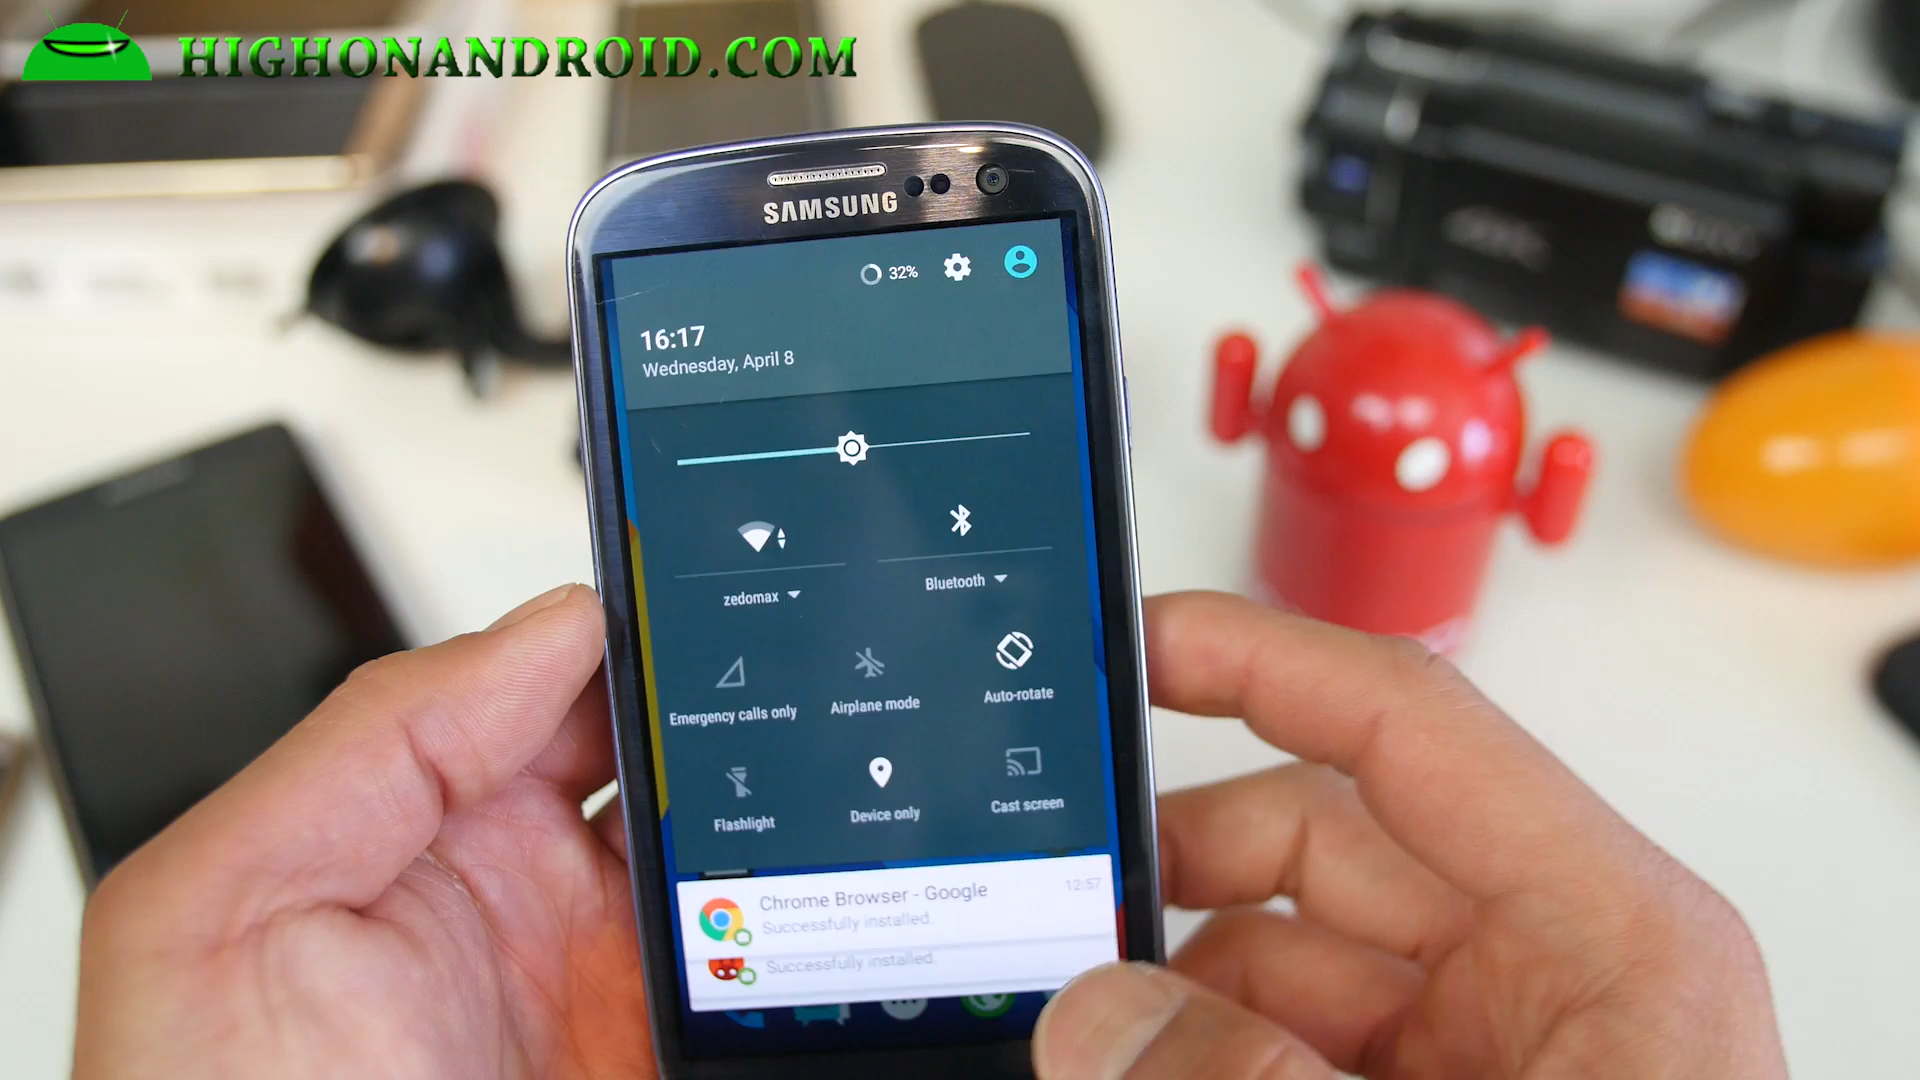 HIGHONANDROID.COM
SAMSUNG
32%
16:17
Wednesday, April 8
zedomax
Bluetooth
Emergency calls only
Airplane mode
Auto-rotate
Flashlight
Device only
Cast screen
Chrome Browser - Google
12:57
Successfully installed.
Successfully installed.